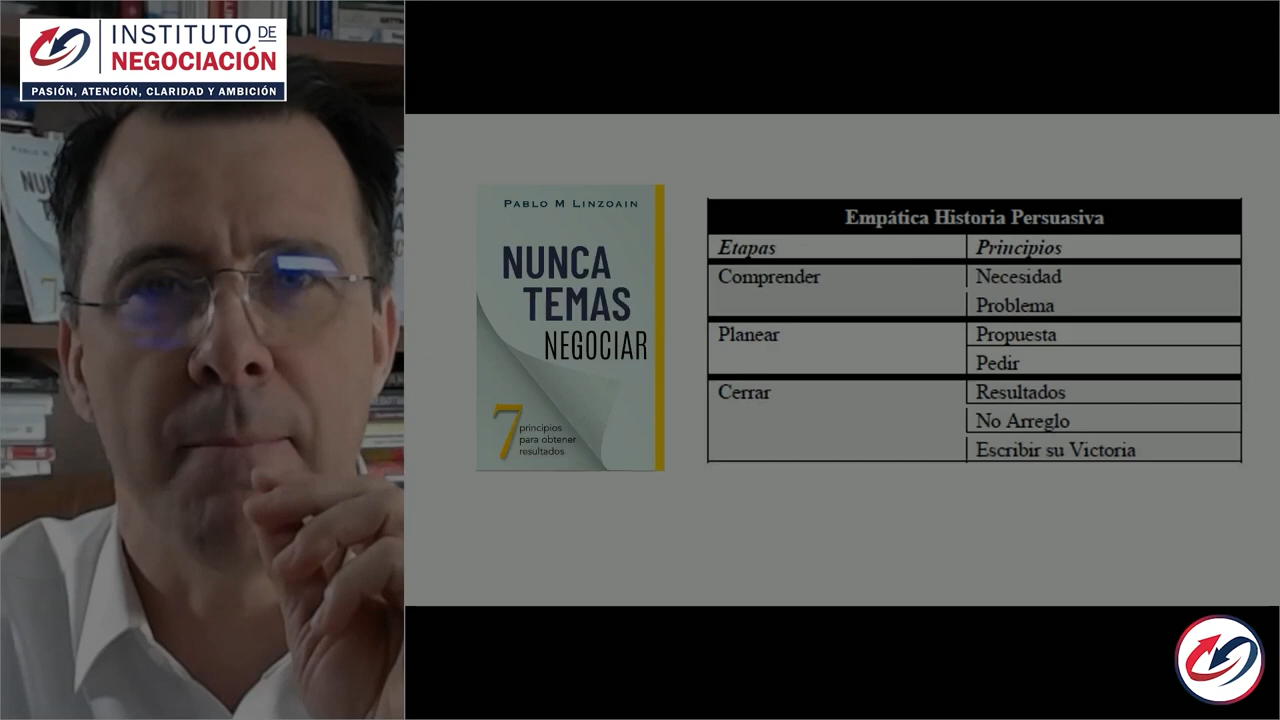 INSTITUTO DE
NEGOCIACIÓN
PASIÓN, ATENCIÓN, CLARIDAD Y AMBICIÓN
PABLO M LINZOAIN
NUNCA
TEMAS
NEGOCIAR
7 principios
para obtener
resultados
Empática Historia Persuasiva
Etapas Principios
Comprender Necesidad
Problema
Planear Propuesta
Pedir
Cerrar Resultados
No Arreglo
Escribir su Victoria